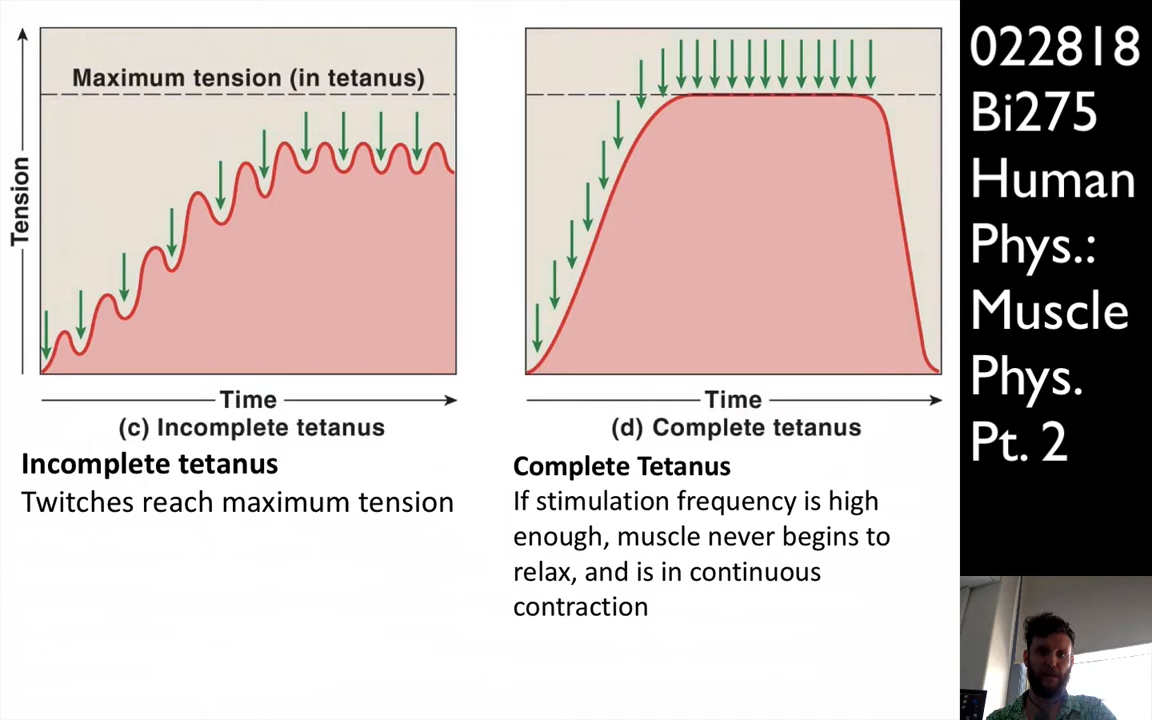 Maximum tension (in tetanus)
Tension
Time
(c) Incomplete tetanus
Incomplete tetanus
Twitches reach maximum tension
Time
(d) Complete tetanus
Complete Tetanus
If stimulation frequency is high
enough, muscle never begins to
relax, and is in continuous
contraction
022818
Bi275
Human
Phys.:
Muscle
Phys.
Pt. 2